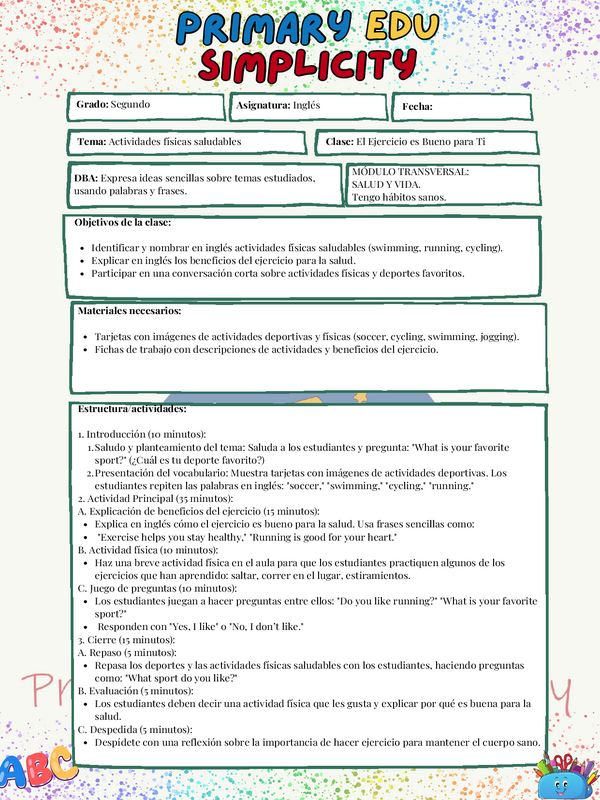 PRIMARY EDU
SIMPLICITY
Grado: Segundo
Asignatura: Inglés
Fecha:
Tema: Actividades físicas saludables
Clase: El Ejercicio es Bueno para Ti
DBA: Expresa ideas sencillas sobre temas estudiados,
usando palabras y frases.
MÓDULO TRANSVERSAL:
SALUD Y VIDA.
Tengo hábitos sanos.
Objetivos de la clase:
• Identificar y nombrar en inglés actividades físicas saludables (swimming, running, cycling).
• Explicar en inglés los beneficios del ejercicio para la salud.
• Participar en una conversación corta sobre actividades físicas y deportes favoritos.
Materiales necesarios:
• Tarjetas con imágenes de actividades deportivas y físicas (soccer, cycling, swimming, jogging).
• Fichas de trabajo con descripciones de actividades y beneficios del ejercicio.
Estructura/actividades:
1. Introducción (10 minutos):
1. Saludo y planteamiento del tema: Saluda a los estudiantes y pregunta: "What is your favorite
sport?" (¿Cuál es tu deporte favorito?)
2. Presentación del vocabulario: Muestra tarjetas con imágenes de actividades deportivas. Los
estudiantes repiten las palabras en inglés: "soccer," "swimming," "cycling," "running."
2. Actividad Principal (35 minutos):
A. Explicación de beneficios del ejercicio (15 minutos):
• Explica en inglés cómo el ejercicio es bueno para la salud. Usa frases sencillas como:
• "Exercise helps you stay healthy," "Running is good for your heart."
B. Actividad física (10 minutos):
• Haz una breve actividad física en el aula para que los estudiantes practiquen algunos de los
ejercicios que han aprendido: saltar, correr en el lugar, estiramientos.
C. Juego de preguntas (10 minutos):
• Los estudiantes juegan a hacer preguntas entre ellos: "Do you like running?" "What is your favorite
sport?"
• Responden con "Yes, I like" o "No, I don't like."
3. Cierre (15 minutos):
A. Repaso (5 minutos):
• Repasa los deportes y las actividades físicas saludables con los estudiantes, haciendo preguntas
como: "What sport do you like?"
B. Evaluación (5 minutos):
• Los estudiantes deben decir una actividad física que les gusta y explicar por qué es buena para la
salud.
C. Despedida (5 minutos):
• Despídete con una reflexión sobre la importancia de hacer ejercicio para mantener el cuerpo sano.
ABC